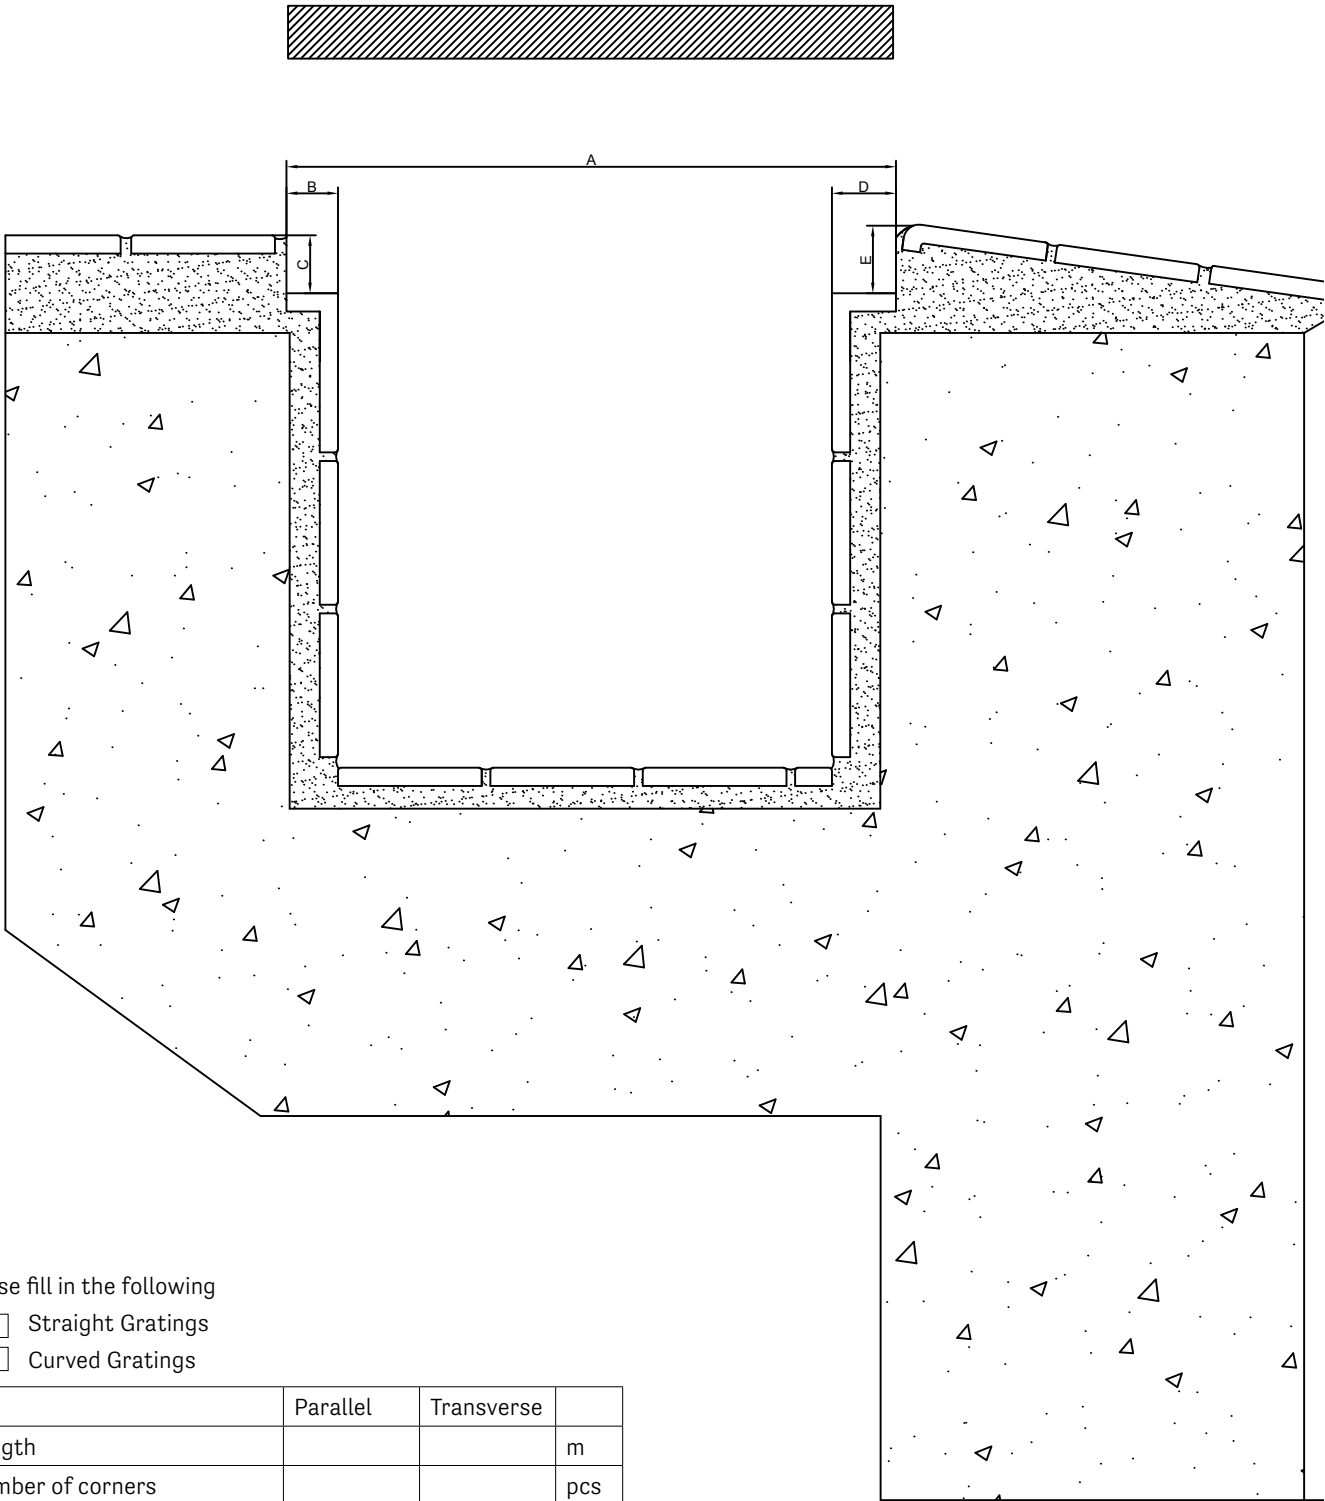 A
B
D
C
E
se fill in the following
Straight Gratings
Curved Gratings
Parallel Transverse
gth m
mber of corners pcs